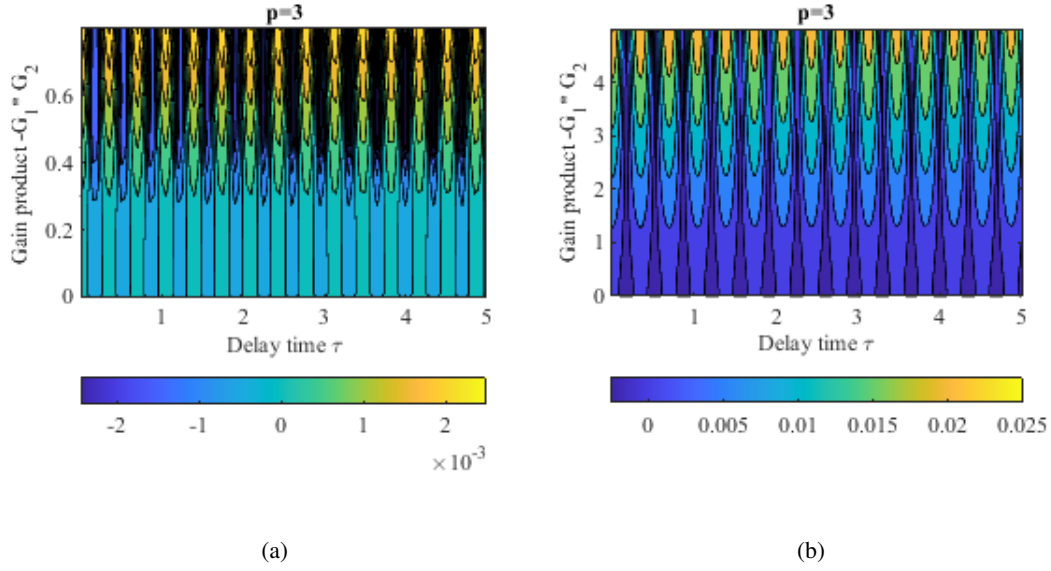 p=3
0.6
0.4
0.2
0
Gain product -G1 * G2
1 2 3 4 5
Delay time τ
-2 -1 0 1 2
×10-3
(a)
p=3
4
3
2
1
0
Gain product -G1 * G2
1 2 3 4 5
Delay time τ
0 0.005 0.01 0.015 0.02 0.025
(b)